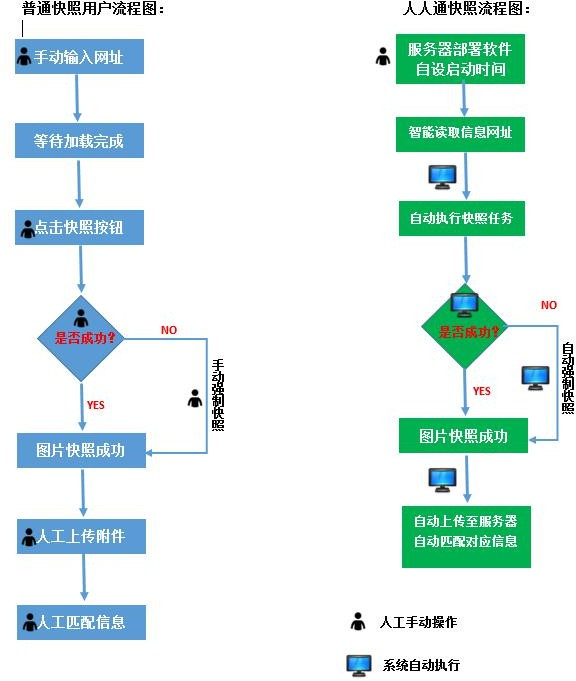 普通快照用户流程图：
手动输入网址
等待加载完成
点击快照按钮
是否成功？
NO
手动强制快照
YES
图片快照成功
人工上传附件
人工匹配信息
人人通快照流程图：
服务器部署软件
自设启动时间
智能读取信息网址
自动执行快照任务
是否成功？
NO
自动强制快照
YES
图片快照成功
自动上传至服务器
自动匹配对应信息
人工手动操作
系统自动执行